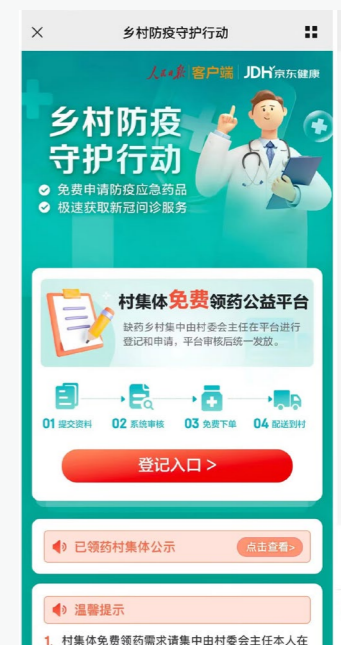 乡村防疫守护行动
人民日报 客户端 JDH 京东健康
乡村防疫
守护行动
免费申请防疫应急药品
极速获取新冠问诊服务
村集体免费领药公益平台
缺药乡村集中由村委会主任在平台进行
登记和申请，平台审核后统一发放。
01 提交资料 02 系统审核 03 免费下单 04 配送到村
登记入口 >
已领药村集体公示 点击查看>
温馨提示
1. 村集体免费领药需求请集中由村委会主任本人在